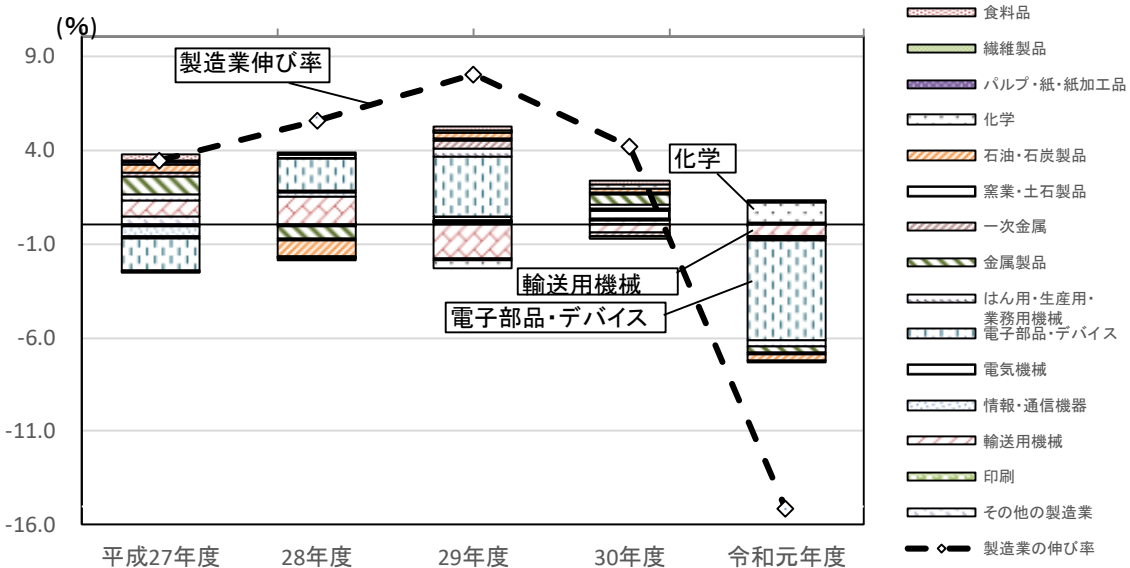 (%)
9.0
4.0
-1.0
-6.0
-11.0
-16.0
製造業伸び率
化学
輸送用機械
電子部品・デバイス
平成27年度
28年度
29年度
30年度
令和元年度
食料品
繊維製品
パルプ・紙・紙加工品
化学
石油・石炭製品
窯業・土石製品
一次金属
金属製品
はん用・生産用・
業務用機械
電子部品・デバイス
電気機械
情報・通信機器
輸送用機械
印刷
その他の製造業
製造業の伸び率